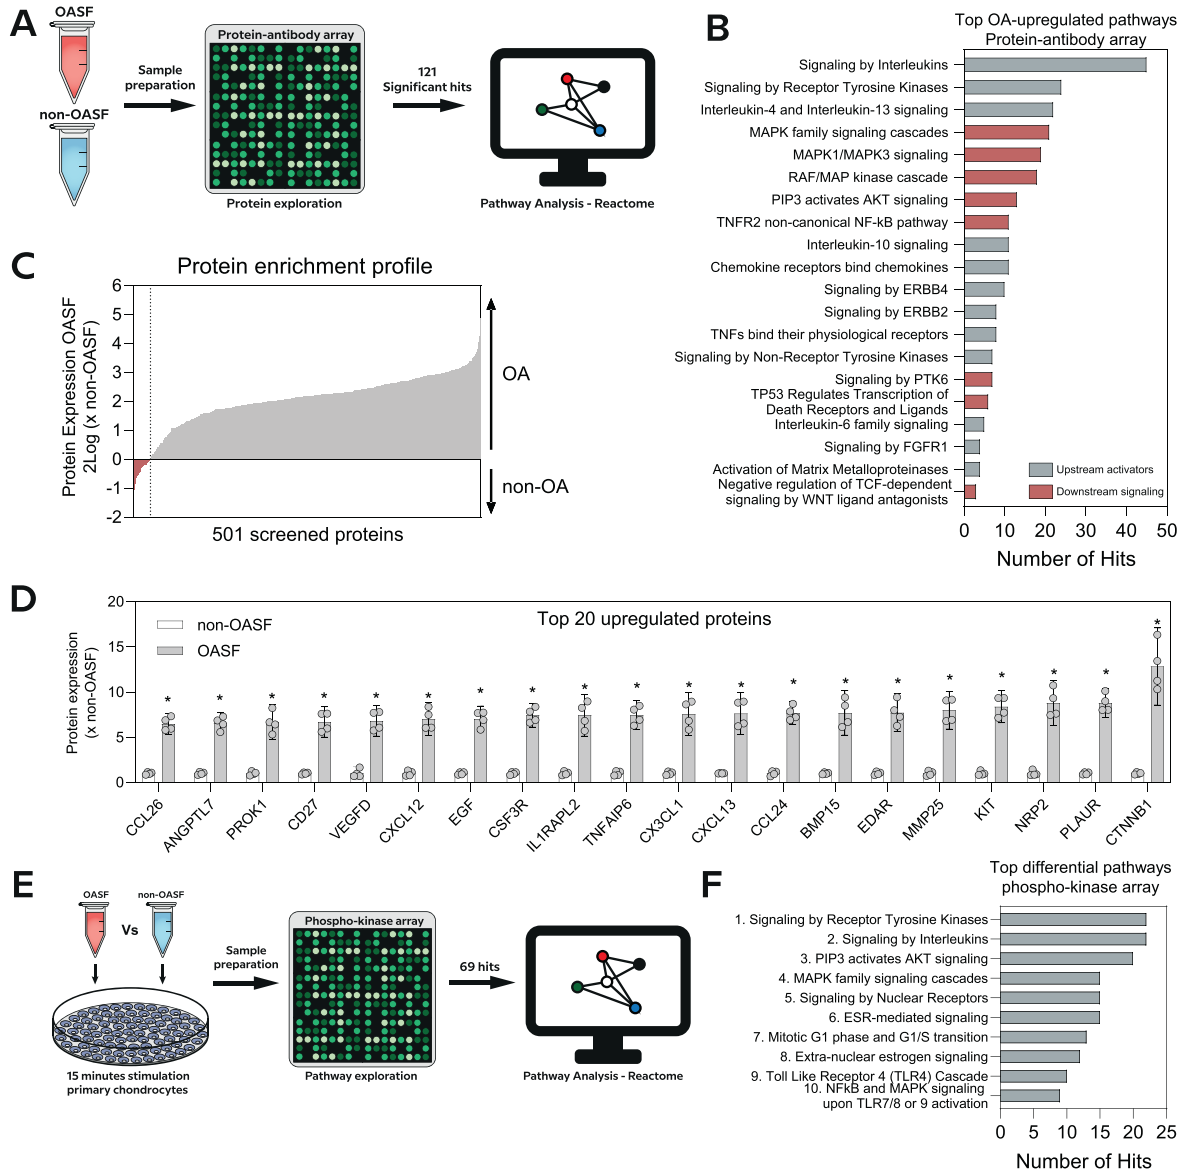 A
OASF
non-OASF
Sample
preparation
Protein-antibody array
Protein exploration
121
Significant hits
Pathway Analysis - Reactome
B
Top OA-upregulated pathways
Protein-antibody array
Signaling by Interleukins
Signaling by Receptor Tyrosine Kinases
Interleukin-4 and Interleukin-13 signaling
MAPK family signaling cascades
MAPK1/MAPK3 signaling
RAF/MAP kinase cascade
PIP3 activates AKT signaling
TNFR2 non-canonical NF-kB pathway
Interleukin-10 signaling
Chemokine receptors bind chemokines
Signaling by ERBB4
Signaling by ERBB2
TNFs bind their physiological receptors
Signaling by Non-Receptor Tyrosine Kinases
Signaling by PTK6
TP53 Regulates Transcription of
Death Receptors and Ligands
Interleukin-6 family signaling
Signaling by FGFR1
Activation of Matrix Metalloproteinases
Negative regulation of TCF-dependent
signaling by WNT ligand antagonists
Upstream activators
Downstream signaling
0 10 20 30 40 50
Number of Hits
C
Protein enrichment profile
Protein Expression OASF
2Log (x non-OASF)
6
5
4
3
2
1
0
-1
-2
OA
non-OA
501 screened proteins
D
Top 20 upregulated proteins
non-OASF
OASF
Protein expression
(x non-OASF)
20
15
10
5
0
* * * * * * * * * * * * * * * * * * * *
CCL26 ANGPTL7 PROK1 CD27 VEGFD CXCL12 EGF CSF3R IL1RAPL2 TNFAIP6 CX3CL1 CXCL13 CCL24 BMP15 EDAR MMP25 KIT NRP2 PLAUR CTNNB1
E
OASF
Vs
non-OASF
15 minutes stimulation
primary chondrocytes
Sample
preparation
Phospho-kinase array
Pathway exploration
69 hits
Pathway Analysis - Reactome
F
Top differential pathways
phospho-kinase array
1. Signaling by Receptor Tyrosine Kinases
2. Signaling by Interleukins
3. PIP3 activates AKT signaling
4. MAPK family signaling cascades
5. Signaling by Nuclear Receptors
6. ESR-mediated signaling
7. Mitotic G1 phase and G1/S transition
8. Extra-nuclear estrogen signaling
9. Toll Like Receptor 4 (TLR4) Cascade
10. NFkB and MAPK signaling
upon TLR7/8 or 9 activation
0 5 10 15 20 25
Number of Hits